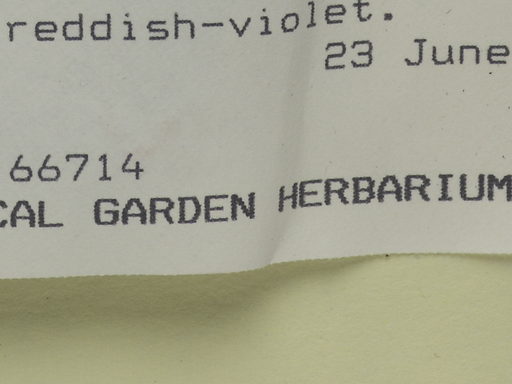 reddish-violet.
23 June
66714
CAL GARDEN HERBARIUM